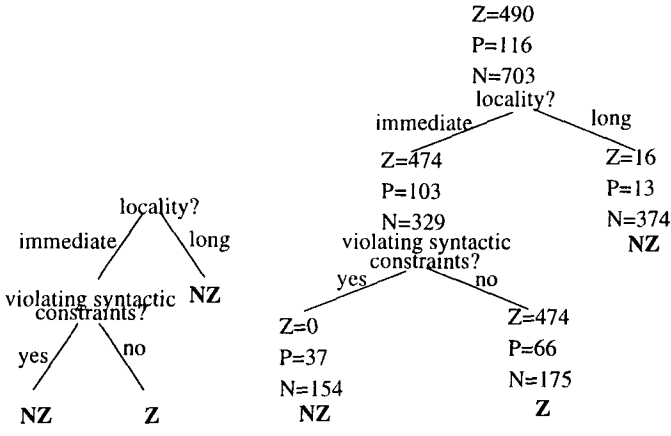 Z=490
P=116
N=703
locality?
immediate long
Z=474
P=103
N=329
Z=16
P=13
N=374
NZ
violating syntactic
constraints?
yes no
Z=0
P=37
N=154
NZ
Z=474
P=66
N=175
Z
locality?
immediate long
violating syntactic
constraints?
NZ
yes no
NZ Z